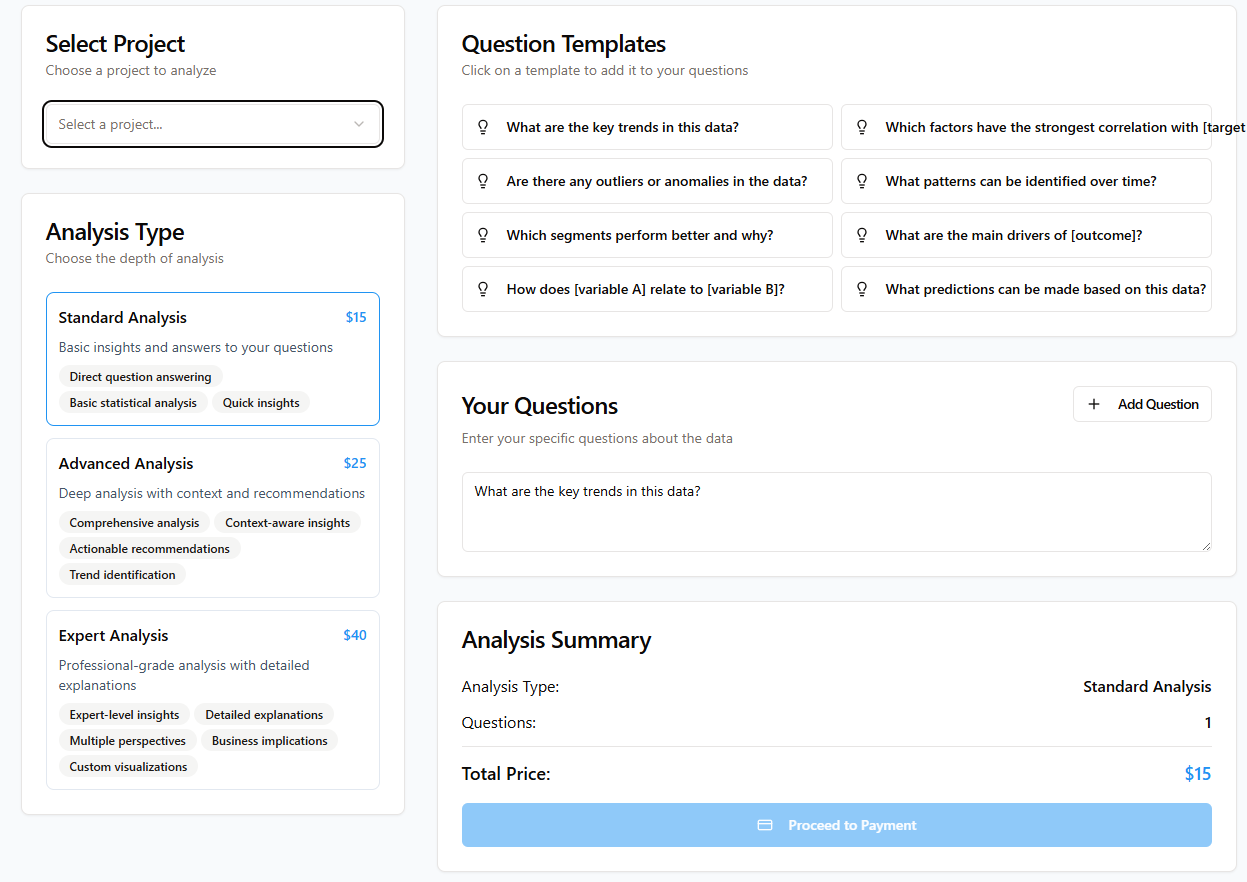 Select Project
Choose a project to analyze
Select a project...
Analysis Type
Choose the depth of analysis
Standard Analysis $15
Basic insights and answers to your questions
Direct question answering
Basic statistical analysis Quick insights
Advanced Analysis $25
Deep analysis with context and recommendations
Comprehensive analysis Context-aware insights
Actionable recommendations
Trend identification
Expert Analysis $40
Professional-grade analysis with detailed
explanations
Expert-level insights Detailed explanations
Multiple perspectives Business implications
Custom visualizations
Question Templates
Click on a template to add it to your questions
What are the key trends in this data?
Which factors have the strongest correlation with [target
Are there any outliers or anomalies in the data?
What patterns can be identified over time?
Which segments perform better and why?
What are the main drivers of [outcome]?
How does [variable A] relate to [variable B]?
What predictions can be made based on this data?
Your Questions
Add Question
Enter your specific questions about the data
What are the key trends in this data?
Analysis Summary
Analysis Type: Standard Analysis
Questions: 1
Total Price: $15
Proceed to Payment